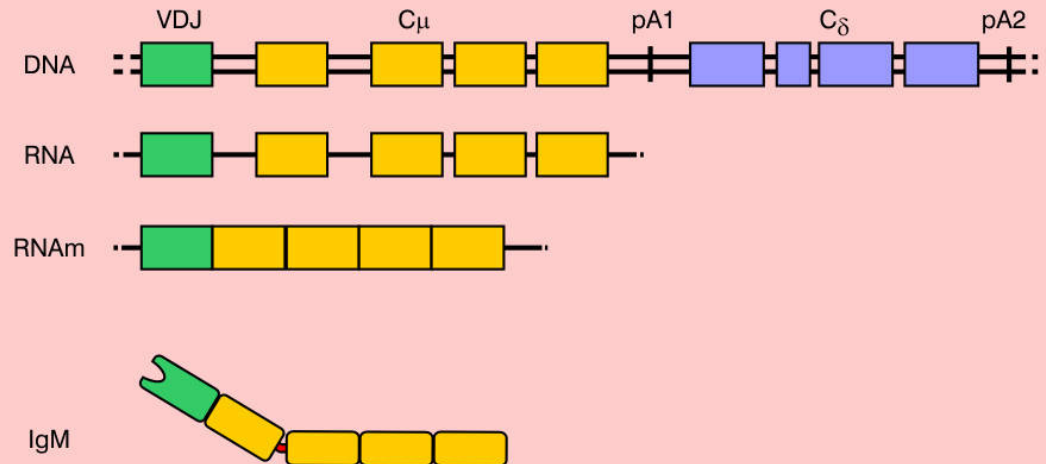 VDJ Cμ pA1 Cδ pA2
DNA
RNA
RNAm
IgM